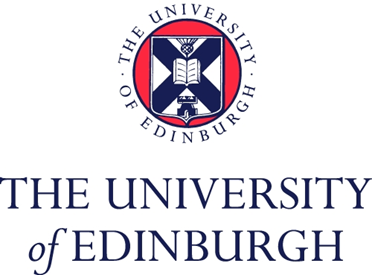 · THE UNIVERSITY ·
OF EDINBURGH
THE UNIVERSITY
of EDINBURGH